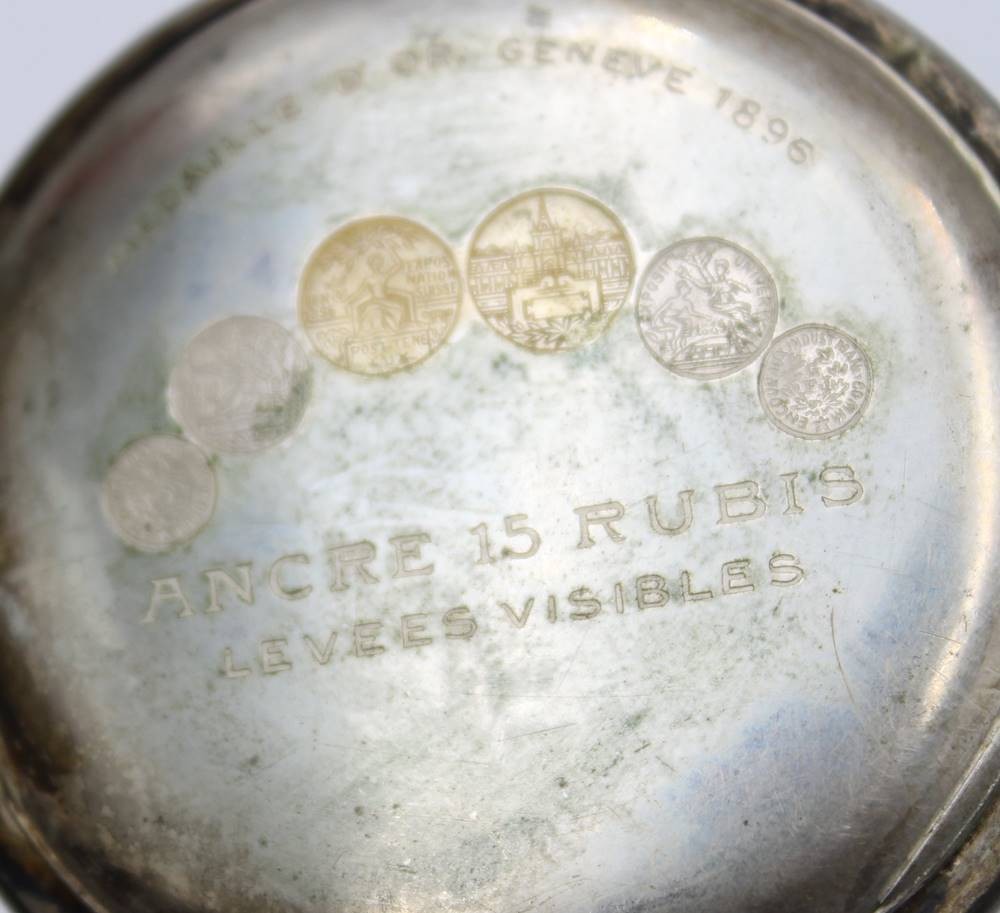 MEDAILLE D'OR, GENEVE 1896
ANCRE 15 RUBIS
LEVEES VISIBLES